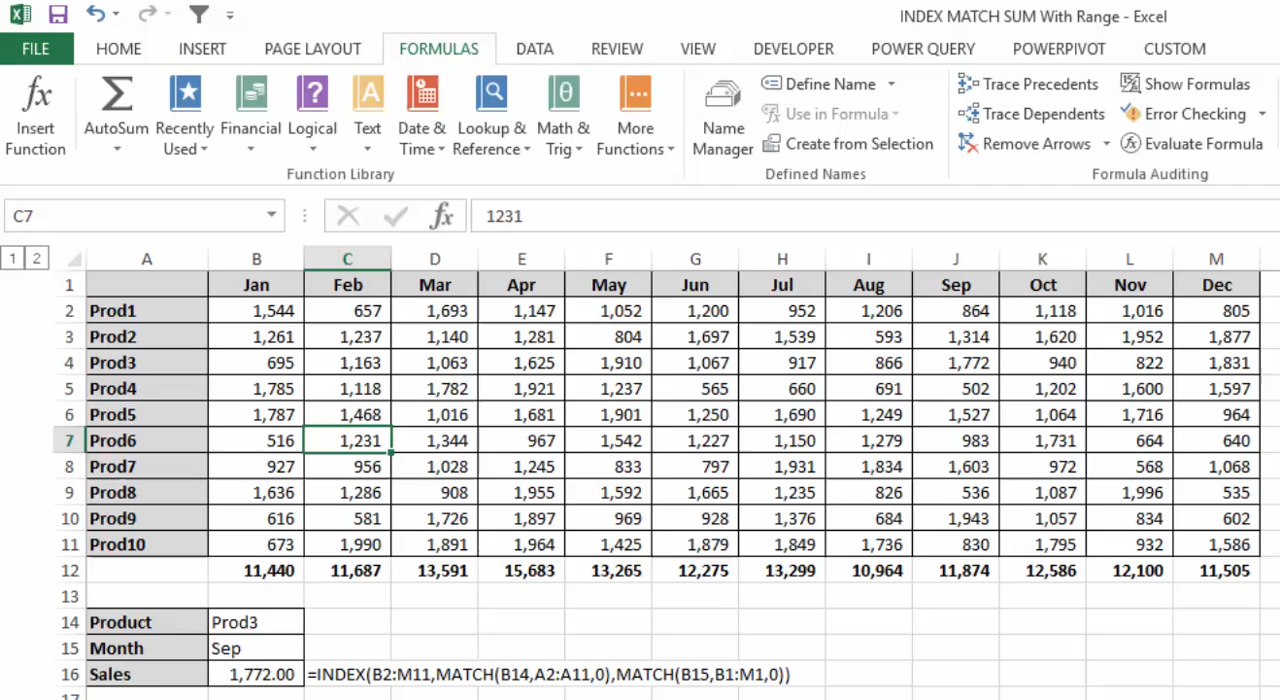 INDEX MATCH SUM With Range - Excel
FILE HOME INSERT PAGE LAYOUT FORMULAS DATA REVIEW VIEW DEVELOPER POWER QUERY POWERPIVOT CUSTOM
Insert Function
AutoSum
Recently Used
Financial
Logical
Text
Date & Time
Lookup & Reference
Math & Trig
More Functions
Function Library
Name Manager
Define Name
Use in Formula
Create from Selection
Defined Names
Trace Precedents
Trace Dependents
Remove Arrows
Show Formulas
Error Checking
Evaluate Formula
Formula Auditing
C7 fx 1231
1 2 A B C D E F G H I J K L M
1 Jan Feb Mar Apr May Jun Jul Aug Sep Oct Nov Dec
2 Prod1 1,544 657 1,693 1,147 1,052 1,200 952 1,206 864 1,118 1,016 805
3 Prod2 1,261 1,237 1,140 1,281 804 1,697 1,539 593 1,314 1,620 1,952 1,877
4 Prod3 695 1,163 1,063 1,625 1,910 1,067 917 866 1,772 940 822 1,831
5 Prod4 1,785 1,118 1,782 1,921 1,237 565 660 691 502 1,202 1,600 1,597
6 Prod5 1,787 1,468 1,016 1,681 1,901 1,250 1,690 1,249 1,527 1,064 1,716 964
7 Prod6 516 1,231 1,344 967 1,542 1,227 1,150 1,279 983 1,731 664 640
8 Prod7 927 956 1,028 1,245 833 797 1,931 1,834 1,603 972 568 1,068
9 Prod8 1,636 1,286 908 1,955 1,592 1,665 1,235 826 536 1,087 1,996 535
10 Prod9 616 581 1,726 1,897 969 928 1,376 684 1,943 1,057 834 602
11 Prod10 673 1,990 1,891 1,964 1,425 1,879 1,849 1,736 830 1,795 932 1,586
12 11,440 11,687 13,591 15,683 13,265 12,275 13,299 10,964 11,874 12,586 12,100 11,505
13
14 Product Prod3
15 Month Sep
16 Sales 1,772.00 =INDEX(B2:M11,MATCH(B14,A2:A11,0),MATCH(B15,B1:M1,0))
17